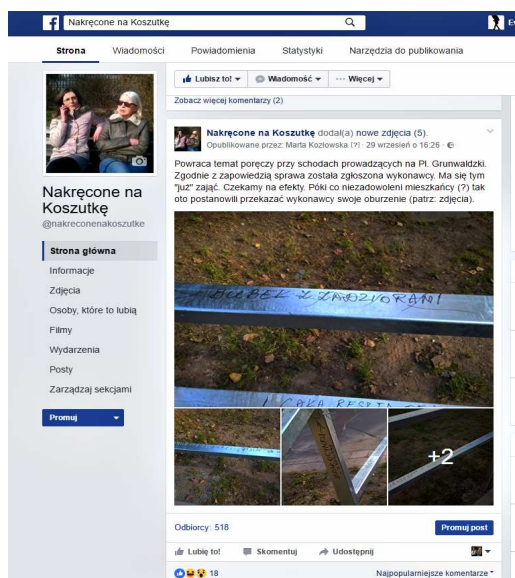 Nakręcone na Koszutkę
Strona
Wiadomości
Powiadomienia
Statystyki
Narzędzia do publikowania
Lubisz to!
Wiadomość
Więcej
Zobacz więcej komentarzy (2)
Nakręcone na Koszutkę dodał(a) nowe zdjęcia (5).
Opublikowane przez: Marta Kozłowska (?) · 29 wrzesień o 16:26 ·
Powraca temat poręczy przy schodach prowadzących na Pl. Grunwaldzki.
Zgodnie z zapowiedzią sprawa została zgłoszona wykonawcy. Ma się tym
"już" zająć. Czekamy na efekty. Póki co niezadowoleni mieszkańcy (?) tak
oto postanowili przekazać wykonawcy swoje oburzenie (patrz: zdjęcia).
Nakręcone na
Koszutkę
@nakreconenakoszutke
Strona główna
Informacje
Zdjęcia
Osoby, które to lubią
Filmy
Wydarzenia
Posty
Zarządzaj sekcjami
Promuj
Z ZADZIORAMI
+2
Odbiorcy: 518
Promuj post
Lubię to!
Skomentuj
Udostępnij
18
Najpopularniejsze komentarze